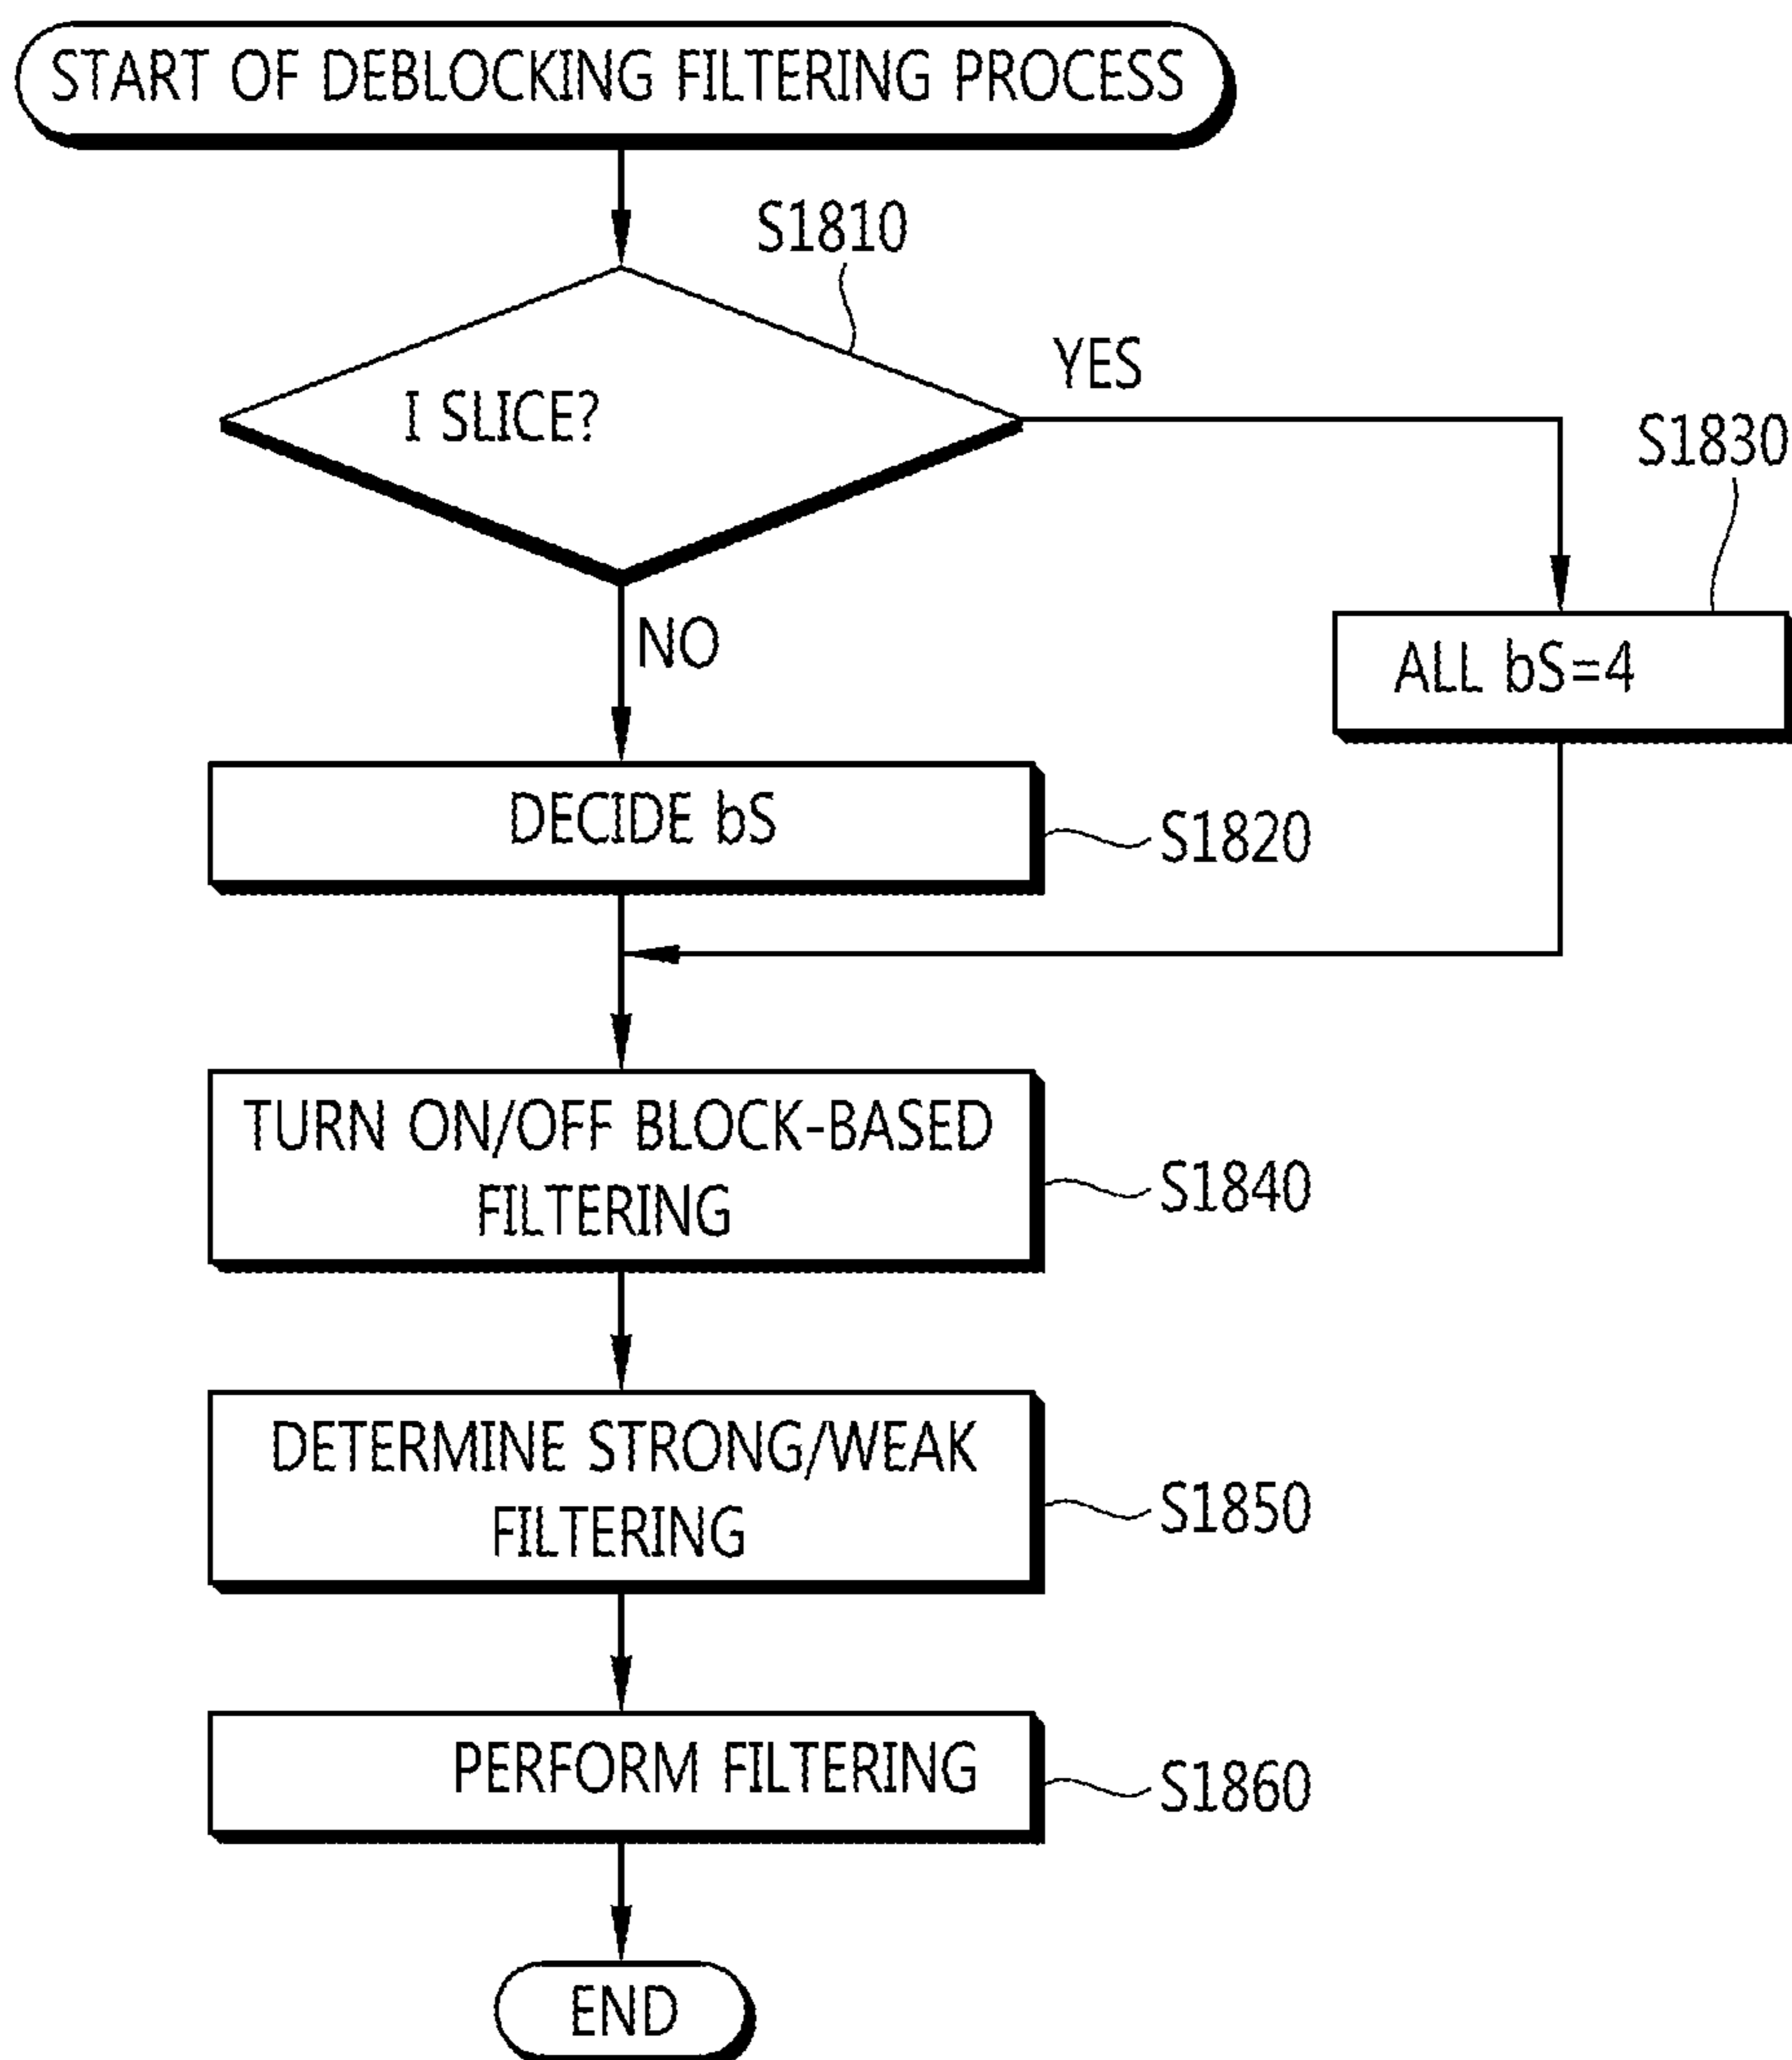 START OF DEBLOCKING FILTERING PROCESS
S1810
I SLICE?
YES
S1830
NO
ALL bS=4
DECIDE bS
S1820
TURN ON/OFF BLOCK-BASED
FILTERING
S1840
DETERMINE STRONG/WEAK
FILTERING
S1850
PERFORM FILTERING
S1860
END